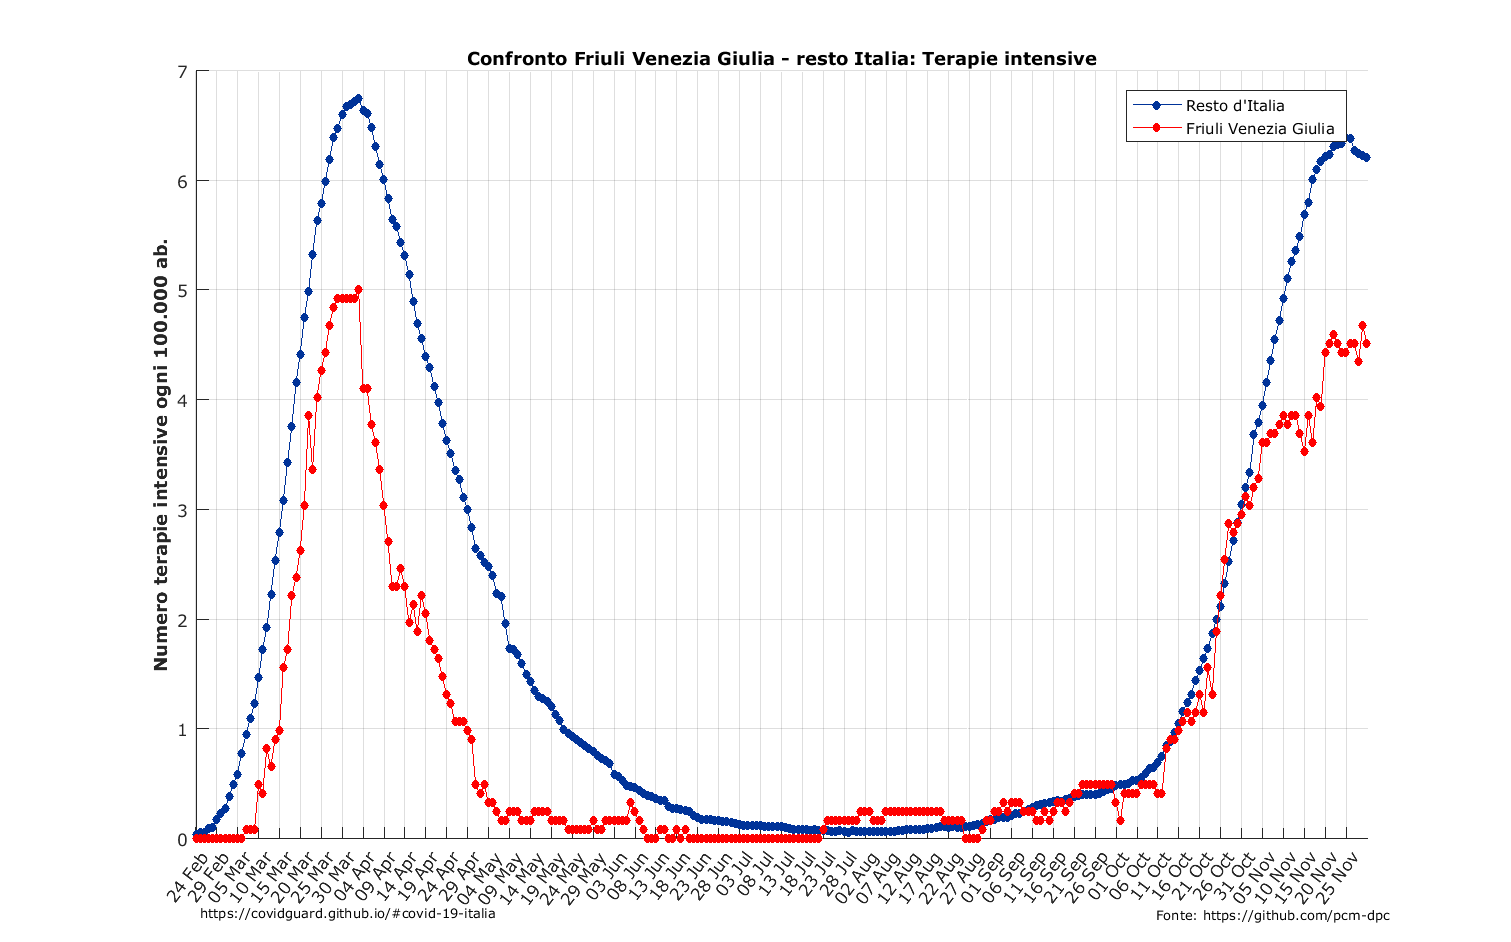 Confronto Friuli Venezia Giulia - resto Italia: Terapie intensive
Resto d'Italia
Friuli Venezia Giulia
Numero terapie intensive ogni 100.000 ab.
7
6
5
4
3
2
1
0
24 Feb
29 Feb
05 Mar
10 Mar
15 Mar
20 Mar
25 Mar
30 Mar
04 Apr
09 Apr
14 Apr
19 Apr
24 Apr
29 Apr
04 May
09 May
14 May
19 May
24 May
29 May
03 Jun
08 Jun
13 Jun
18 Jun
23 Jun
28 Jun
03 Jul
08 Jul
13 Jul
18 Jul
23 Jul
28 Jul
02 Aug
07 Aug
12 Aug
17 Aug
22 Aug
27 Aug
01 Sep
06 Sep
11 Sep
16 Sep
21 Sep
26 Sep
01 Oct
06 Oct
11 Oct
16 Oct
21 Oct
26 Oct
31 Oct
05 Nov
10 Nov
15 Nov
20 Nov
25 Nov
https://covidguard.github.io/#covid-19-italia
Fonte: https://github.com/pcm-dpc